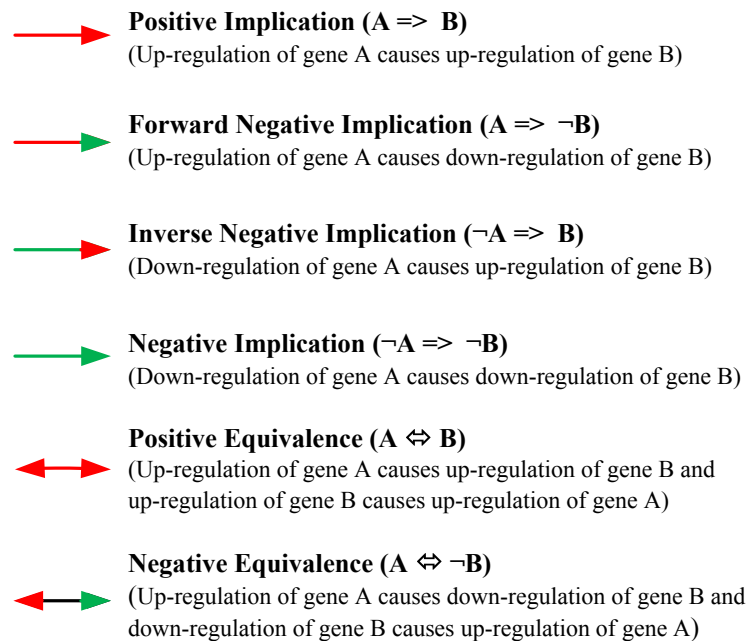 Positive Implication (A => B)
(Up-regulation of gene A causes up-regulation of gene B)
Forward Negative Implication (A => ¬B)
(Up-regulation of gene A causes down-regulation of gene B)
Inverse Negative Implication (¬A => B)
(Down-regulation of gene A causes up-regulation of gene B)
Negative Implication (¬A => ¬B)
(Down-regulation of gene A causes down-regulation of gene B)
Positive Equivalence (A ⇔ B)
(Up-regulation of gene A causes up-regulation of gene B and
up-regulation of gene B causes up-regulation of gene A)
Negative Equivalence (A ⇔ ¬B)
(Up-regulation of gene A causes down-regulation of gene B and
down-regulation of gene B causes up-regulation of gene A)